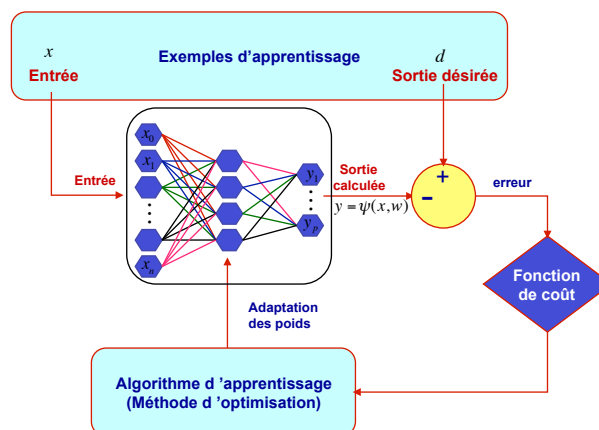 x
d
Exemples d'apprentissage
Entrée
Sortie désirée
x0
x1
xn
y1
yp
Entrée
Sortie
calculée
y = ψ(x,w)
+
-
erreur
Fonction
de coût
Adaptation
des poids
Algorithme d 'apprentissage
(Méthode d 'optimisation)